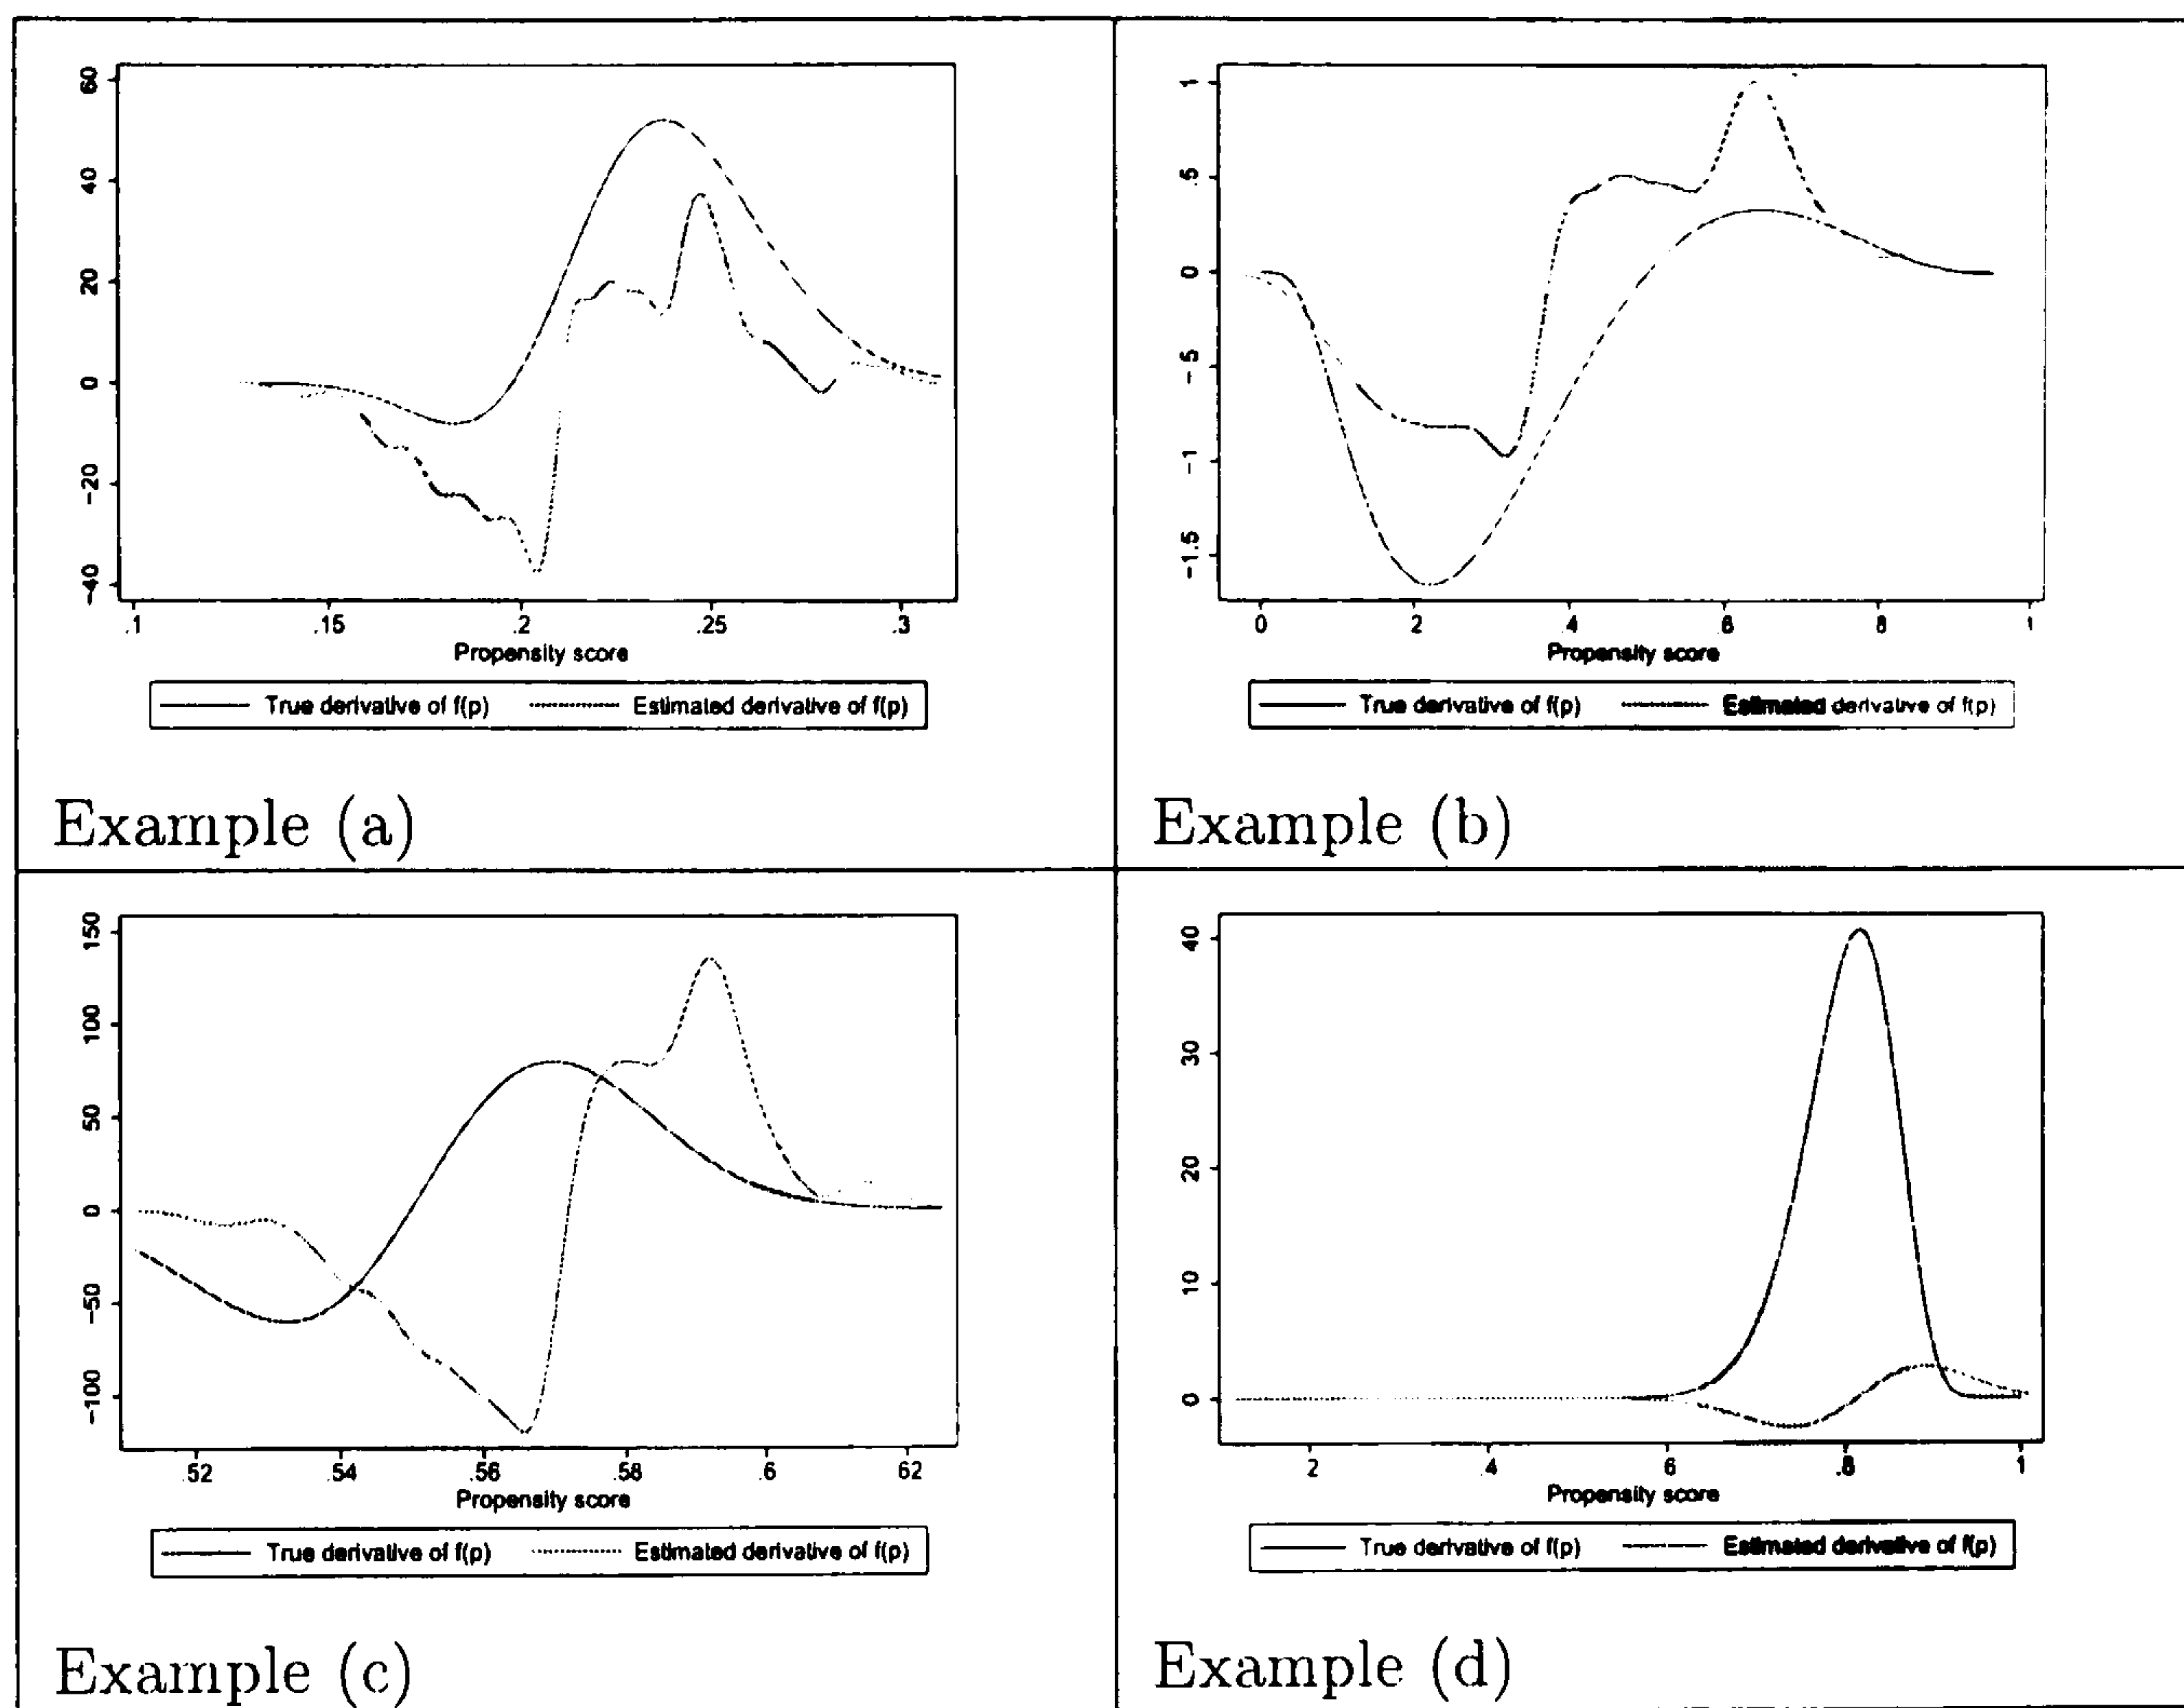 60
40
20
0
-20
-40
.1 .15 .2 .25 .3
Propensity score
True derivative of f(p) Estimated derivative of f(p)
Example (a)
1
.5
0
-.5
-1
-1.5
0 .2 .4 .6 .8 1
Propensity score
True derivative of f(p) Estimated derivative of f(p)
Example (b)
150
100
50
0
-50
-100
.52 .54 .56 .58 .6 .62
Propensity score
True derivative of f(p) Estimated derivative of f(p)
Example (c)
40
30
20
10
0
.2 .4 .6 .8 1
Propensity score
True derivative of f(p) Estimated derivative of f(p)
Example (d)